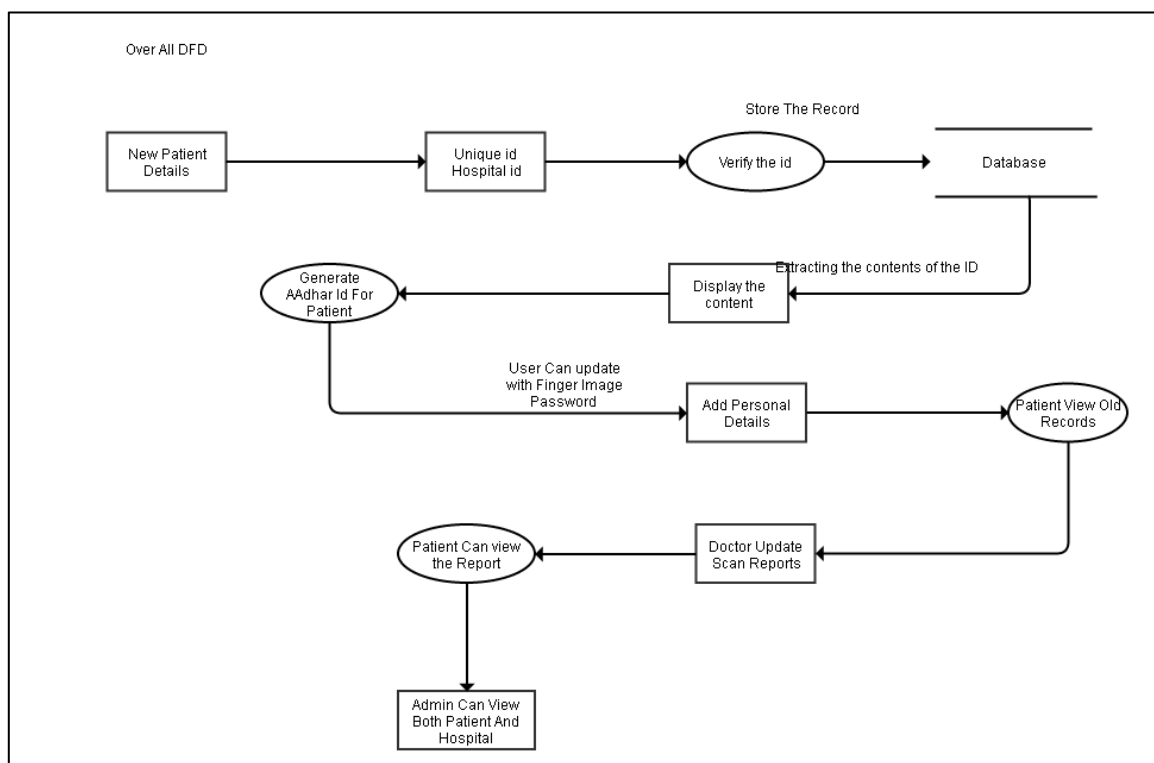 Over All DFD
Store The Record
New Patient
Details
Unique id
Hospital id
Verify the id
Database
Extracting the contents of the ID
Display the
content
Generate
AAdhar Id For
Patient
User Can update
with Finger Image
Password
Add Personal
Details
Patient View Old
Records
Doctor Update
Scan Reports
Patient Can view
the Report
Admin Can View
Both Patient And
Hospital